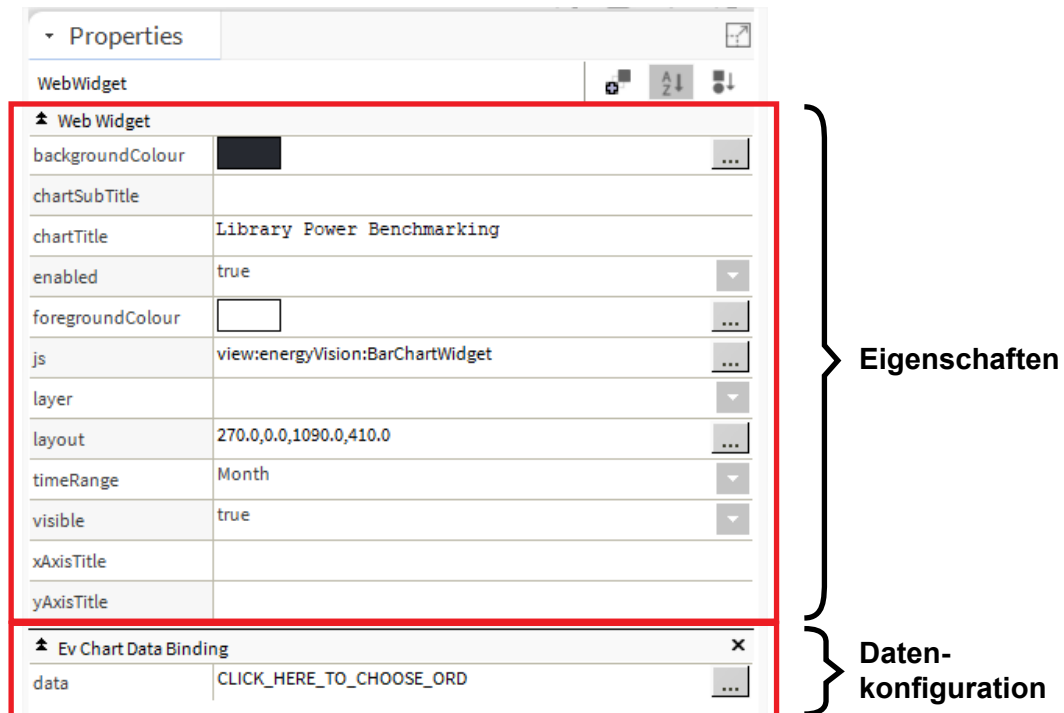 Properties
WebWidget
Web Widget
backgroundColour ...
chartSubTitle
chartTitle Library Power Benchmarking
enabled true
foregroundColour ...
js view:energyVision:BarChartWidget ...
layer
layout 270.0,0.0,1090.0,410.0 ...
timeRange Month
visible true
xAxisTitle
yAxisTitle
Eigenschaften
Ev Chart Data Binding ×
data CLICK_HERE_TO_CHOOSE_ORD ...
Daten-
konfiguration